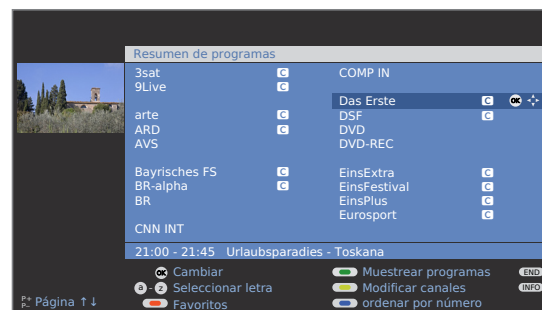 Resumen de programas
3sat C
9Live C
arte C
ARD C
AVS
Bayrisches FS C
BR-alpha C
BR
CNN INT
COMP IN
Das Erste C OK
DSF C
DVD
DVD-REC
EinsExtra C
EinsFestival C
EinsPlus C
Eurosport C
21:00 - 21:45 Urlaubsparadies - Toskana
OK Cambiar
a - z Seleccionar letra
Favoritos
Muestrear programas END
Modificar canales INFO
ordenar por número
P+ P- Página ↑↓